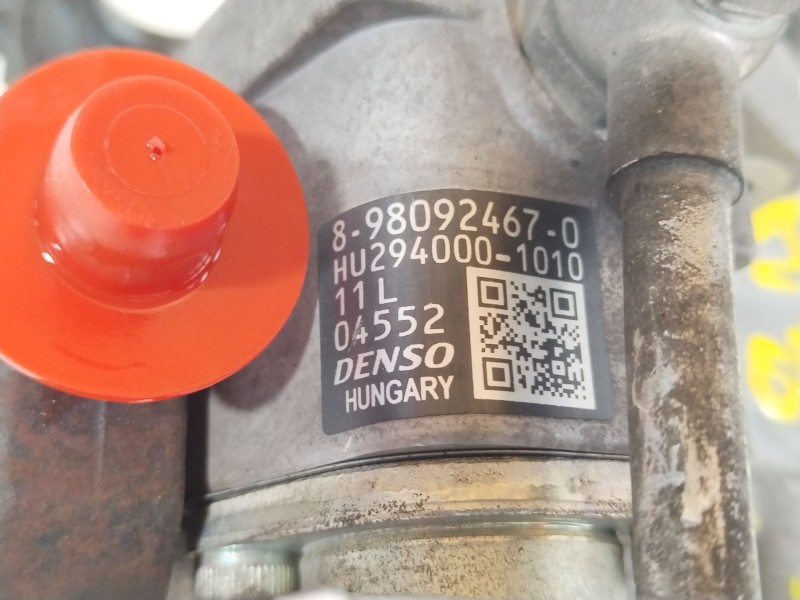 8-98092467-0
HU294000-1010
11L
04552
DENSO
HUNGARY